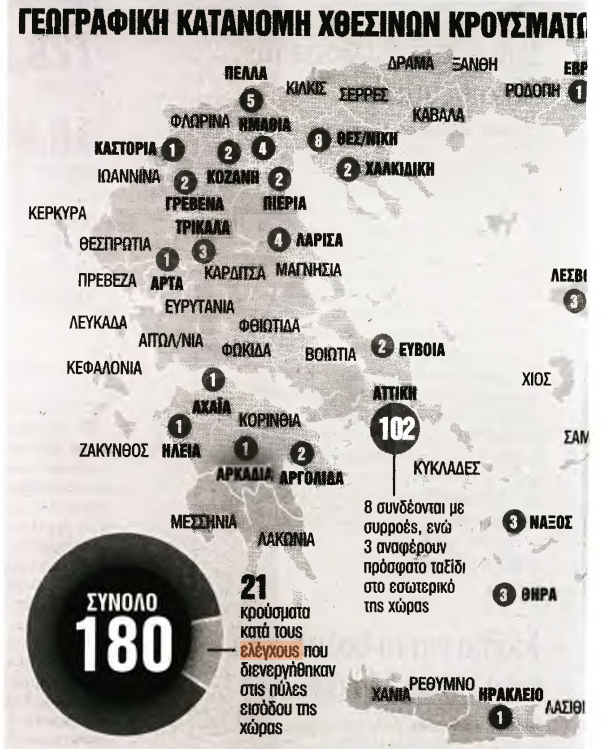 ΓΕΩΓΡΑΦΙΚΗ ΚΑΤΑΝΟΜΗ ΧΘΕΣΙΝΩΝ ΚΡΟΥΣΜΑΤΩ
ΔΡΑΜΑ ΞΑΝΘΗ
ΠΕΛΛΑ
5
ΚΙΛΚΙΣ ΣΕΡΡΕΣ
ΡΟΔΟΠΗ
ΕΒΡ
1
ΚΑΒΑΛΑ
ΦΛΩΡΙΝΑ ΗΜΑΘΙΑ
4
8 ΘΕΣ/ΝΙΚΗ
ΚΑΣΤΟΡΙΑ 1
2 ΚΟΖΑΝΗ
2 ΧΑΛΚΙΔΙΚΗ
ΙΩΑΝΝΙΝΑ
2 ΓΡΕΒΕΝΑ
2 ΠΙΕΡΙΑ
ΚΕΡΚΥΡΑ
ΤΡΙΚΑΛΑ
3
4 ΛΑΡΙΣΑ
ΘΕΣΠΡΩΤΙΑ
1
ΑΡΤΑ
ΚΑΡΔΙΤΣΑ ΜΑΓΝΗΣΙΑ
ΠΡΕΒΕΖΑ
ΛΕΣΒΟ
3
ΕΥΡΥΤΑΝΙΑ
ΛΕΥΚΑΔΑ
ΦΘΙΩΤΙΔΑ
ΑΙΤΩΛ/ΝΙΑ
ΦΩΚΙΔΑ
ΒΟΙΩΤΙΑ
2 ΕΥΒΟΙΑ
ΚΕΦΑΛΟΝΙΑ
1
ΑΧΑΪΑ
ΧΙΟΣ
ΑΤΤΙΚΗ
102
ΚΟΡΙΝΘΙΑ
ΖΑΚΥΝΘΟΣ
1
ΗΛΕΙΑ
1
ΑΡΚΑΔΙΑ
2
ΑΡΓΟΛΙΔΑ
ΣΑΜ
ΚΥΚΛΑΔΕΣ
ΜΕΣΣΗΝΙΑ
ΛΑΚΩΝΙΑ
8 συνδέονται με
συρροές, ενώ
3 αναφέρουν
πρόσφατο ταξίδι
στο εσωτερικό
της χώρας
3 ΝΑΞΟΣ
3 ΘΗΡΑ
ΣΥΝΟΛΟ
180
21
κρούσματα
κατά τους
ελέγχους που
διενεργήθηκαν
στις πύλες
εισόδου της
χώρας
ΧΑΝΙΑ
ΡΕΘΥΜΝΟ
ΗΡΑΚΛΕΙΟ
1
ΛΑΣΙΘΙ